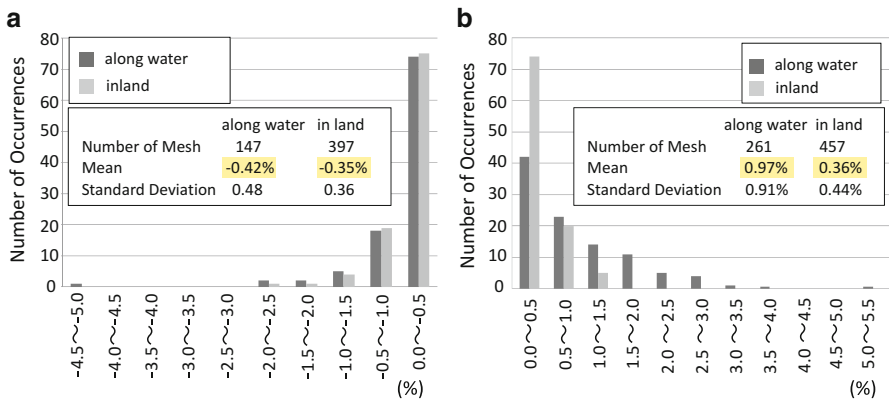 a
80
70
60
50
40
30
20
10
0
Number of Occurrences
along water
inland
along water in land
Number of Mesh 147 397
Mean -0.42% -0.35%
Standard Deviation 0.48 0.36
-4.5～-5.0
-4.0～-4.5
-3.5～-4.0
-3.0～-3.5
-2.5～-3.0
-2.0～-2.5
-1.5～-2.0
-1.0～-1.5
-0.5～-1.0
0.0～-0.5
(%)
b
80
70
60
50
40
30
20
10
0
Number of Occurrences
along water
inland
along water in land
Number of Mesh 261 457
Mean 0.97% 0.36%
Standard Deviation 0.91% 0.44%
0.0～0.5
0.5～1.0
1.0～1.5
1.5～2.0
2.0～2.5
2.5～3.0
3.0～3.5
3.5～4.0
4.0～4.5
4.5～5.0
5.0～5.5
(%)